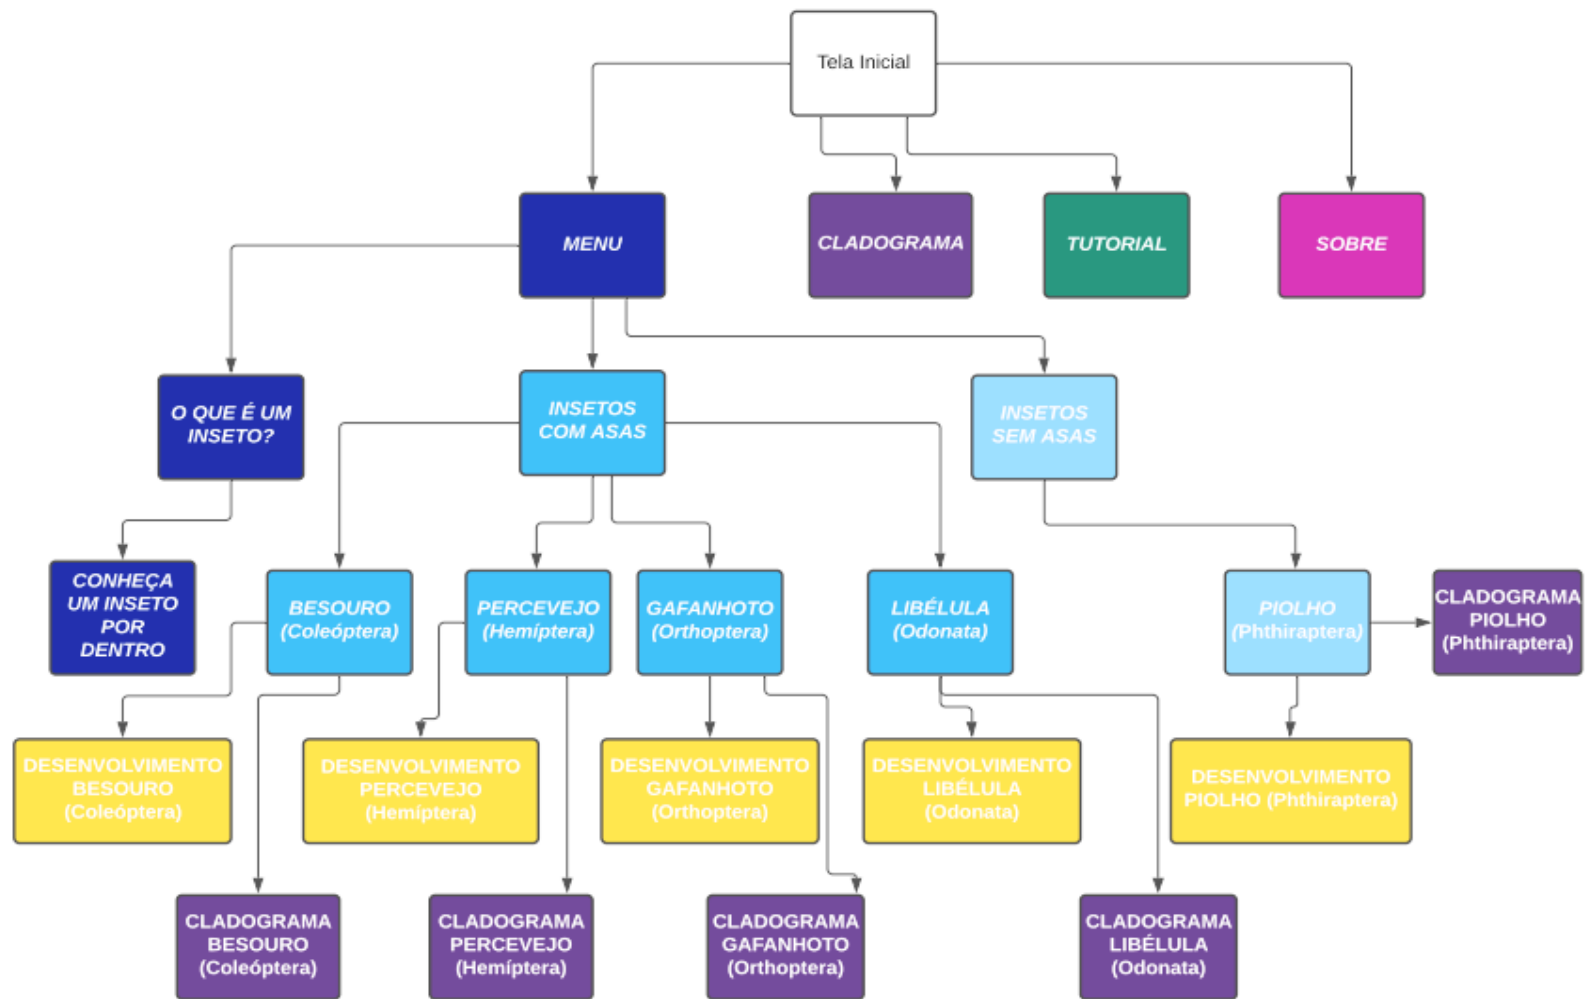 Tela Inicial
MENU
CLADOGRAMA
TUTORIAL
SOBRE
O QUE É UM
INSETO?
INSETOS
COM ASAS
INSETOS
SEM ASAS
CONHEÇA
UM INSETO
POR
DENTRO
BESOURO
(Coleóptera)
PERCEVEJO
(Hemíptera)
GAFANHOTO
(Orthoptera)
LIBÉLULA
(Odonata)
PIOLHO
(Phthiraptera)
CLADOGRAMA
PIOLHO
(Phthiraptera)
DESENVOLVIMENTO
BESOURO
(Coleóptera)
DESENVOLVIMENTO
PERCEVEJO
(Hemíptera)
DESENVOLVIMENTO
GAFANHOTO
(Orthoptera)
DESENVOLVIMENTO
LIBÉLULA
(Odonata)
DESENVOLVIMENTO
PIOLHO (Phthiraptera)
CLADOGRAMA
BESOURO
(Coleóptera)
CLADOGRAMA
PERCEVEJO
(Hemíptera)
CLADOGRAMA
GAFANHOTO
(Orthoptera)
CLADOGRAMA
LIBÉLULA
(Odonata)